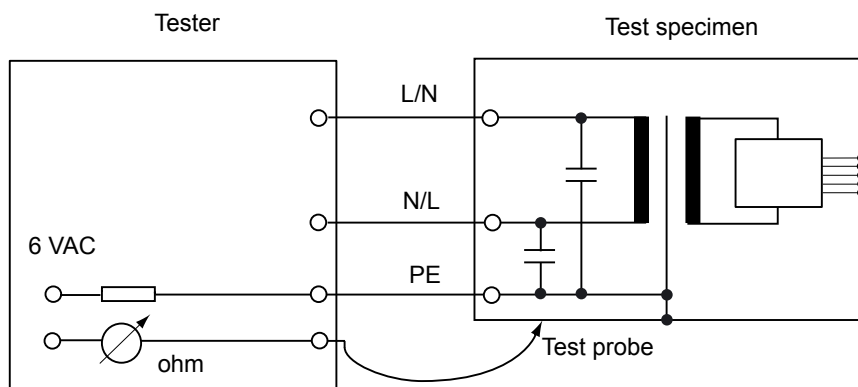 Tester
Test specimen
L/N
N/L
6 VAC
PE
ohm
Test probe